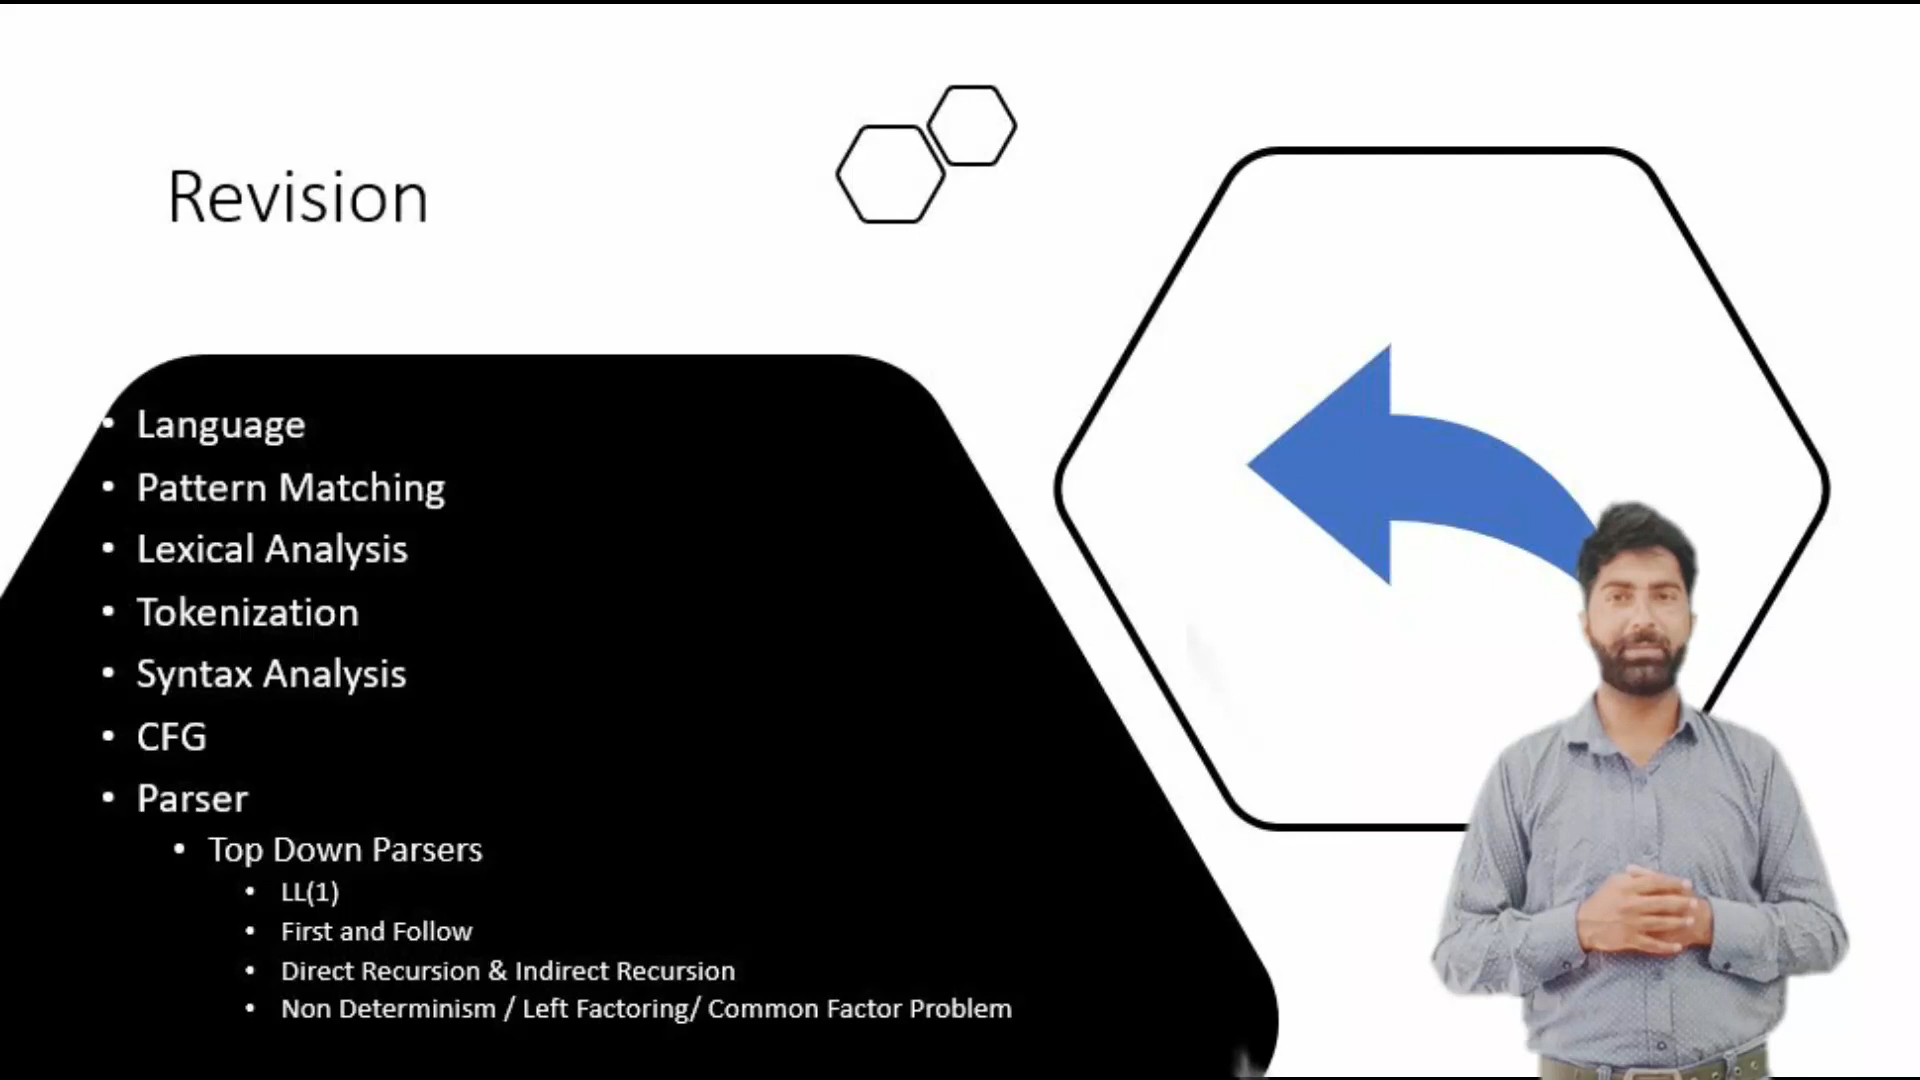 Revision
• Language
• Pattern Matching
• Lexical Analysis
• Tokenization
• Syntax Analysis
• CFG
• Parser
• Top Down Parsers
• LL(1)
• First and Follow
• Direct Recursion & Indirect Recursion
• Non Determinism / Left Factoring/ Common Factor Problem